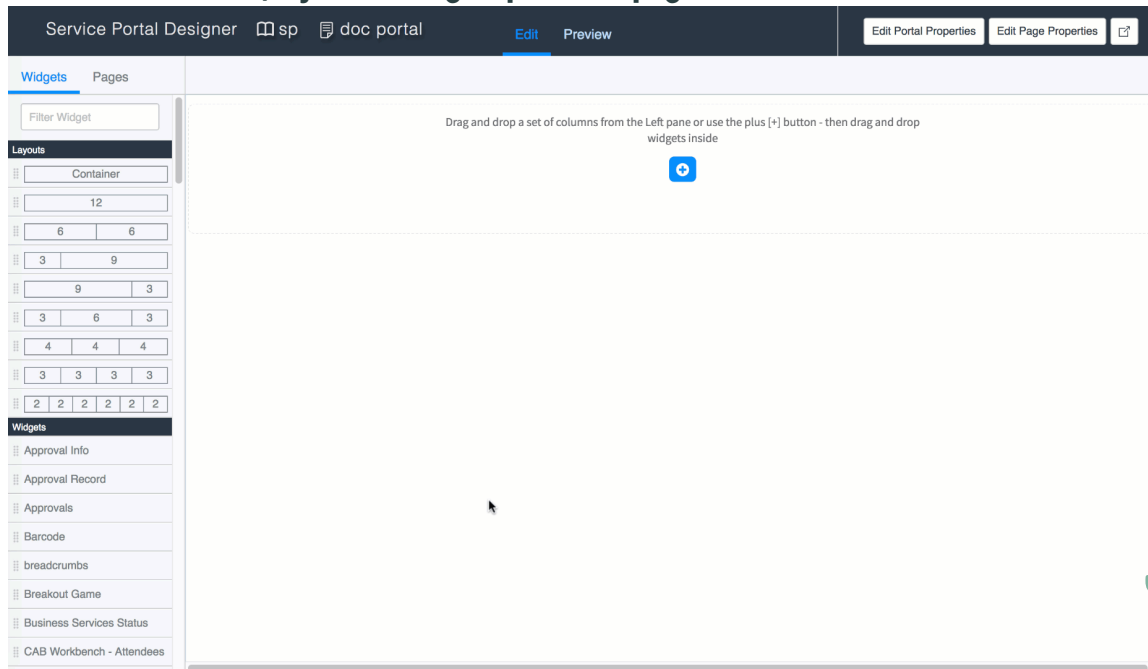 Service Portal Designer sp doc portal Edit Preview Edit Portal Properties Edit Page Properties
Widgets Pages
Filter Widget
Drag and drop a set of columns from the Left pane or use the plus [+] button - then drag and drop
widgets inside
Layouts
Container
12
6 6
3 9
9 3
3 6 3
4 4 4
3 3 3 3
2 2 2 2 2 2
Widgets
Approval Info
Approval Record
Approvals
Barcode
breadcrumbs
Breakout Game
Business Services Status
CAB Workbench - Attendees